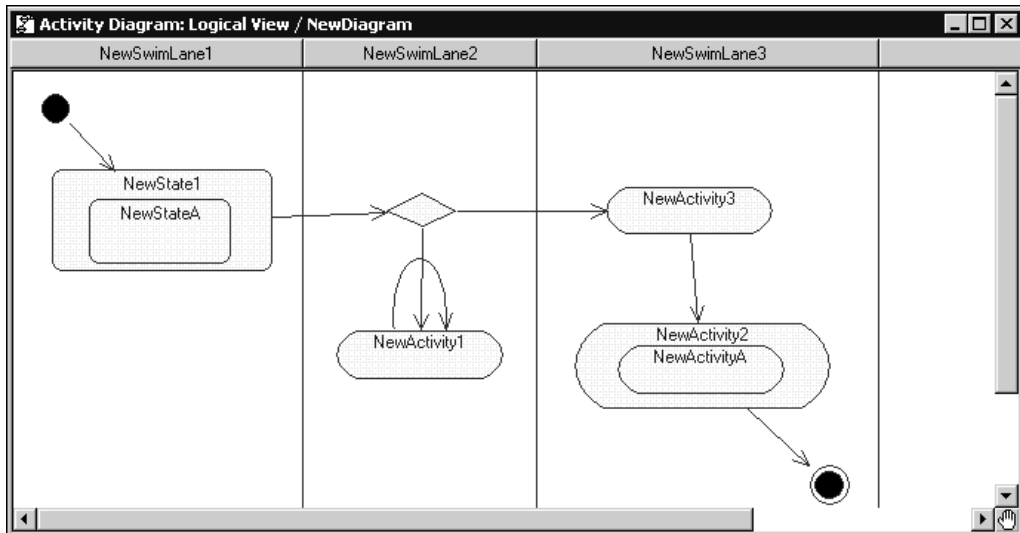 Activity Diagram: Logical View / NewDiagram
NewSwimLane1
NewSwimLane2
NewSwimLane3
NewState1
NewStateA
NewActivity3
NewActivity1
NewActivity2
NewActivityA